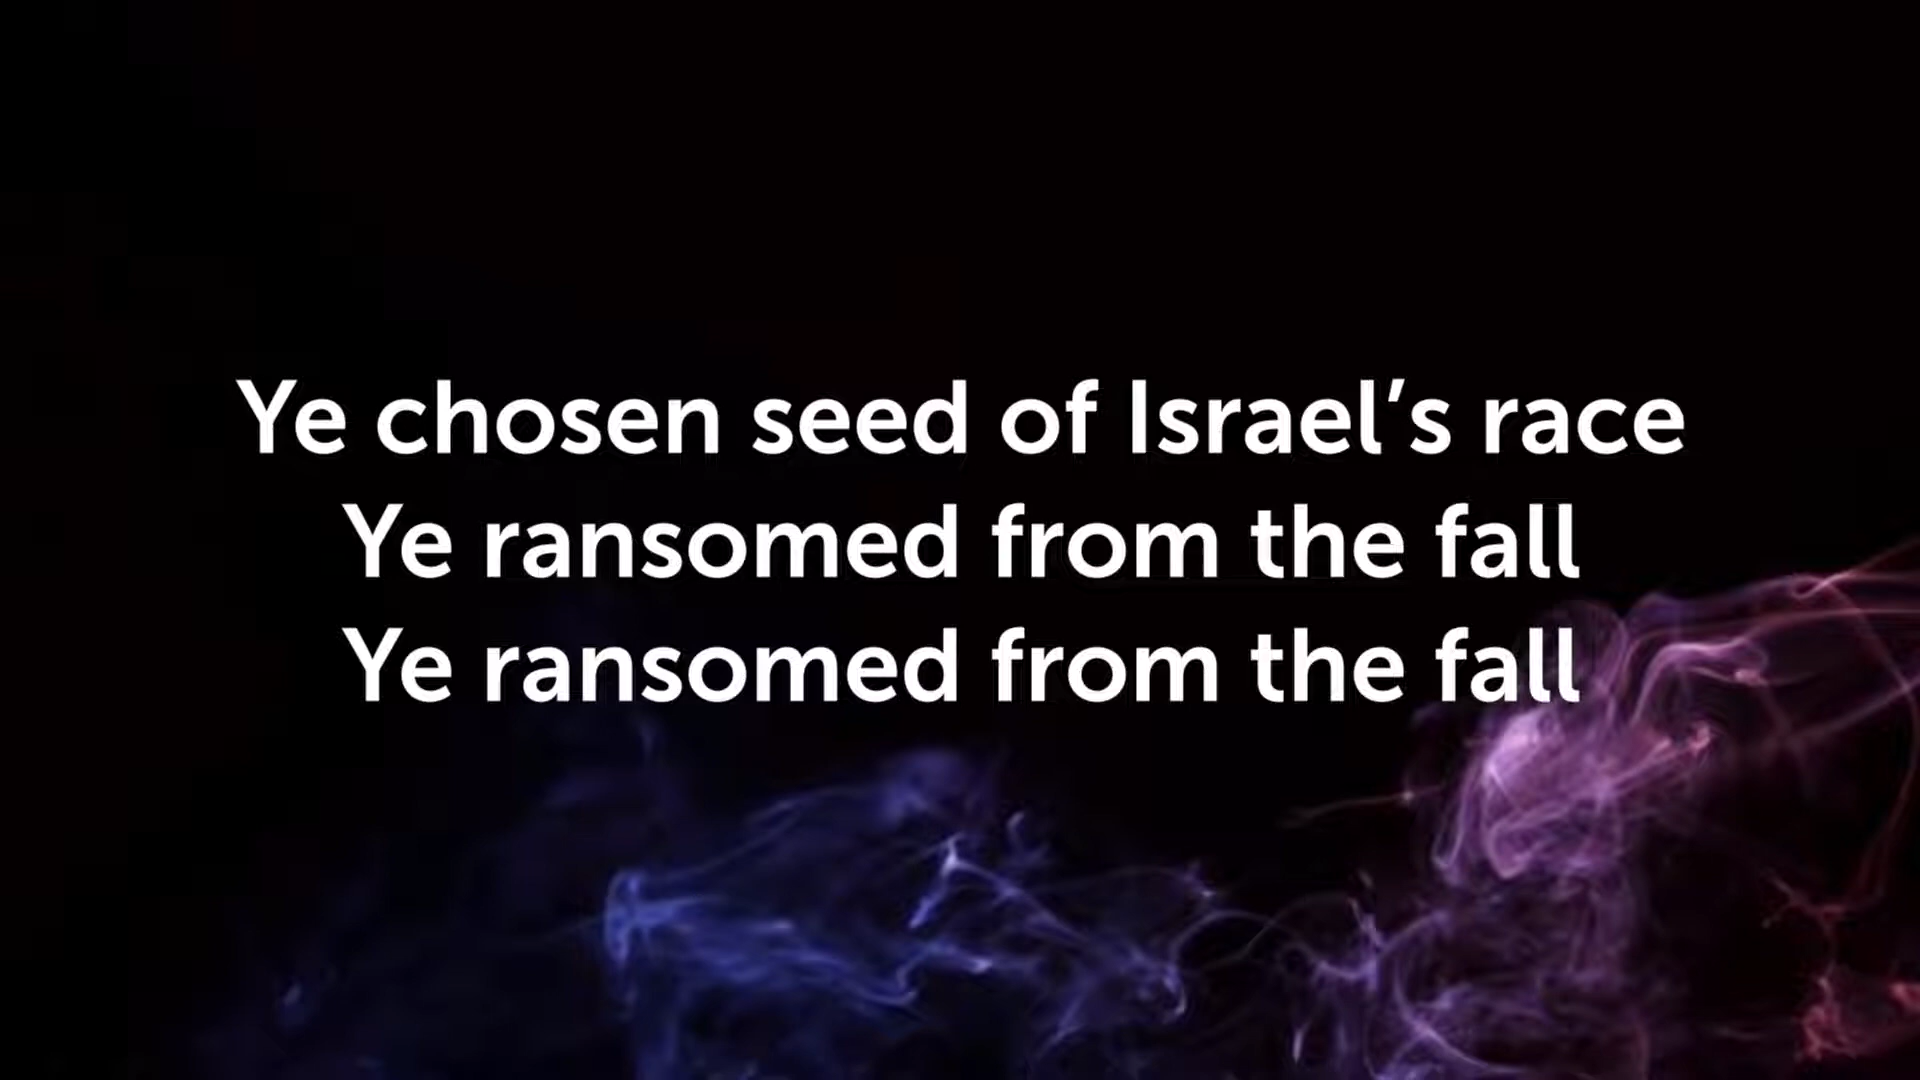 Ye chosen seed of Israel’s race
Ye ransomed from the fall
Ye ransomed from the fall